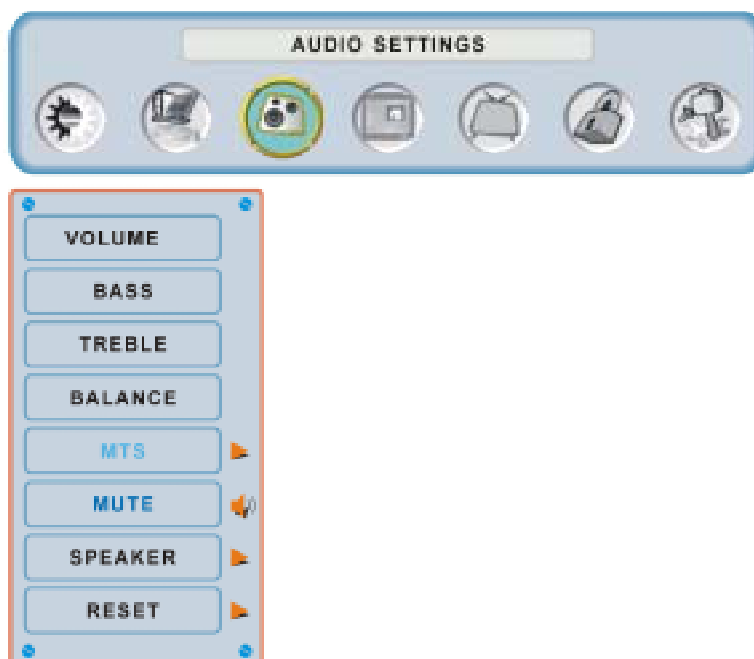 AUDIO SETTINGS
VOLUME
BASS
TREBLE
BALANCE
MTS
MUTE
SPEAKER
RESET